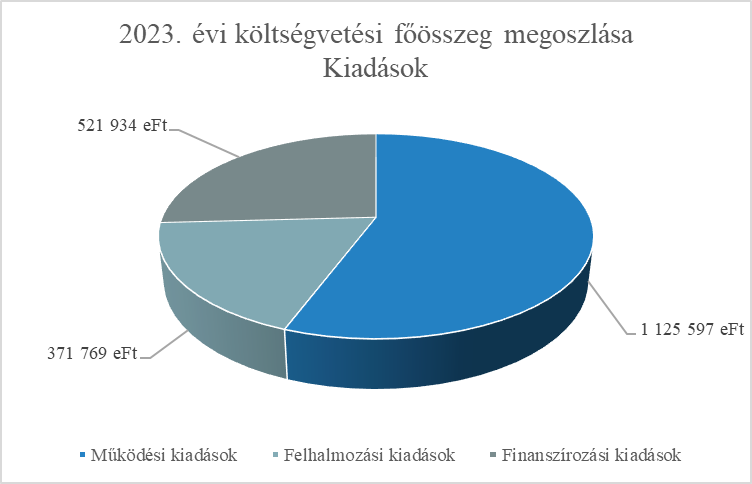 2023. évi költségvetési főösszeg megoszlása
Kiadások
521 934 eFt
1 125 597 eFt
371 769 eFt
Működési kiadások
Felhalmozási kiadások
Finanszírozási kiadások